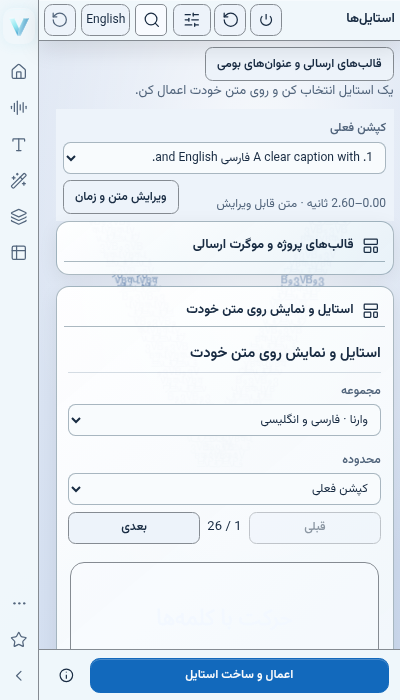 استایل‌ها
English
قالب‌های ارسالی و عنوان‌های بومی
یک استایل انتخاب کن و روی متن خودت اعمال کن.
کپشن فعلی
1. A clear caption with فارسی and English.
0.00–2.60 ثانیه · متن قابل ویرایش
ویرایش متن و زمان
قالب‌های پروژه و موگرت ارسالی
استایل و نمایش روی متن خودت
استایل و نمایش روی متن خودت
مجموعه
وارنا · فارسی و انگلیسی
محدوده
کپشن فعلی
قبلی
1 / 26
بعدی
اعمال و ساخت استایل